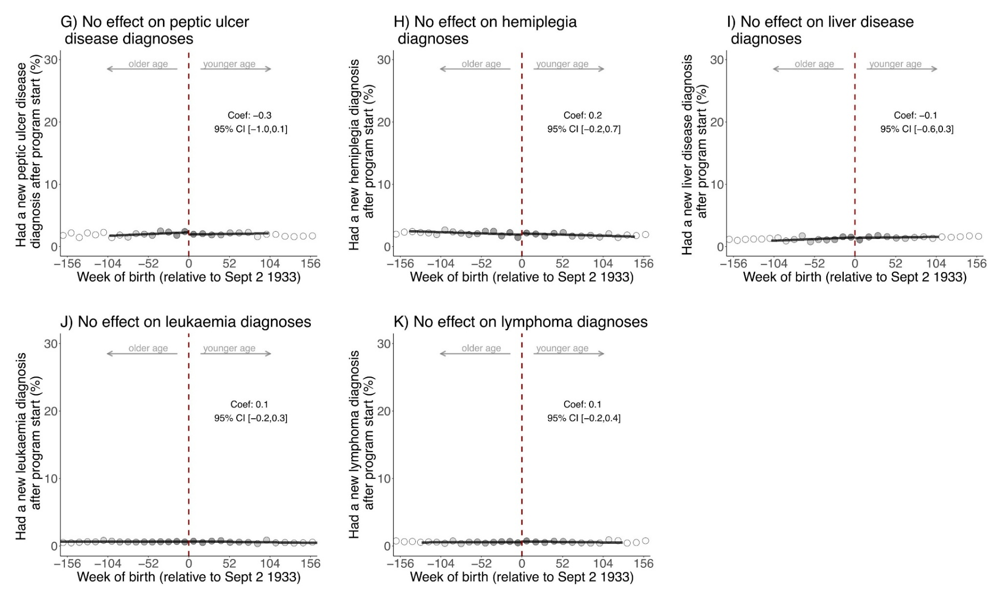 G) No effect on peptic ulcer
disease diagnoses
Had a new peptic ulcer disease
diagnosis after program start (%)
30
20
10
0
older age
younger age
Coef: −0.3
95% CI [−1.0,0.1]
−156 −104 −52 0 52 104 156
Week of birth (relative to Sept 2 1933)
H) No effect on hemiplegia
diagnoses
Had a new hemiplegia diagnosis
after program start (%)
30
20
10
0
older age
younger age
Coef: 0.2
95% CI [−0.2,0.7]
−156 −104 −52 0 52 104 156
Week of birth (relative to Sept 2 1933)
I) No effect on liver disease
diagnoses
Had a new liver disease diagnosis
after program start (%)
30
20
10
0
older age
younger age
Coef: −0.1
95% CI [−0.6,0.3]
−156 −104 −52 0 52 104 156
Week of birth (relative to Sept 2 1933)
J) No effect on leukaemia diagnoses
Had a new leukaemia diagnosis
after program start (%)
30
20
10
0
older age
younger age
Coef: 0.1
95% CI [−0.2,0.3]
−156 −104 −52 0 52 104 156
Week of birth (relative to Sept 2 1933)
K) No effect on lymphoma diagnoses
Had a new lymphoma diagnosis
after program start (%)
30
20
10
0
older age
younger age
Coef: 0.1
95% CI [−0.2,0.4]
−156 −104 −52 0 52 104 156
Week of birth (relative to Sept 2 1933)